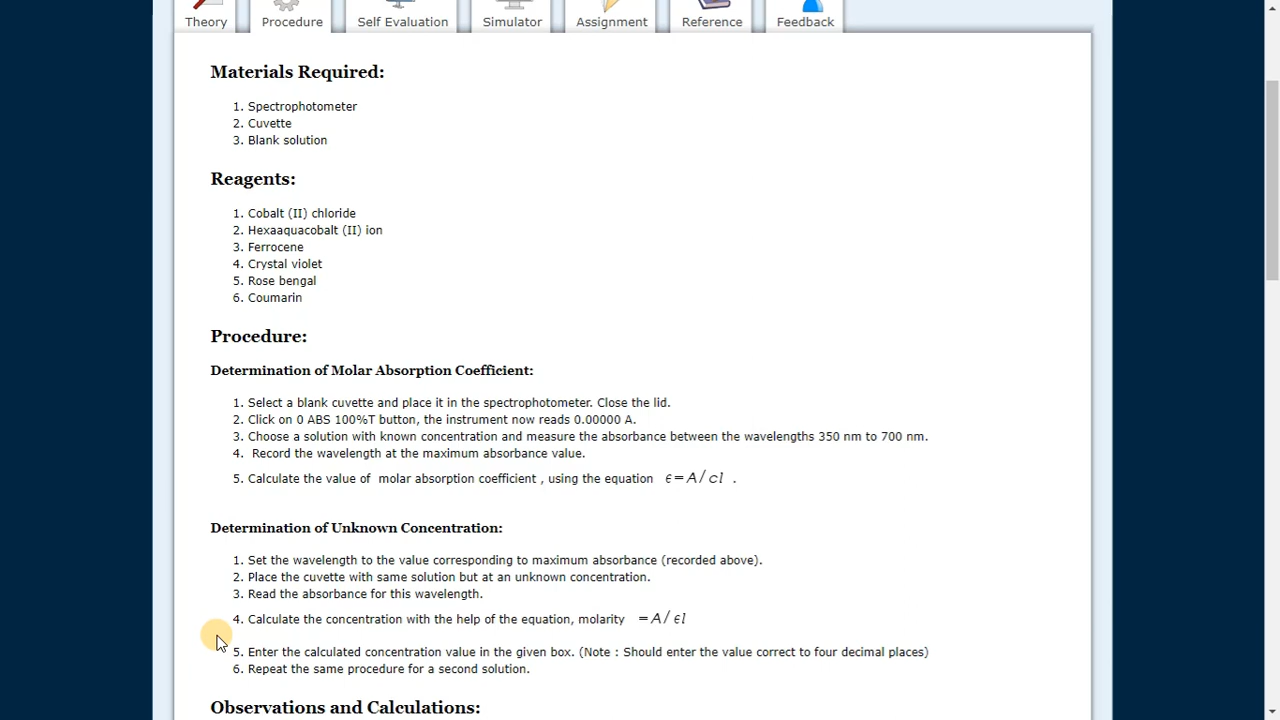 Theory Procedure Self Evaluation Simulator Assignment Reference Feedback
Materials Required:
1. Spectrophotometer
2. Cuvette
3. Blank solution
Reagents:
1. Cobalt (II) chloride
2. Hexaaquacobalt (II) ion
3. Ferrocene
4. Crystal violet
5. Rose bengal
6. Coumarin
Procedure:
Determination of Molar Absorption Coefficient:
1. Select a blank cuvette and place it in the spectrophotometer. Close the lid.
2. Click on 0 ABS 100%T button, the instrument now reads 0.00000 A.
3. Choose a solution with known concentration and measure the absorbance between the wavelengths 350 nm to 700 nm.
4. Record the wavelength at the maximum absorbance value.
5. Calculate the value of molar absorption coefficient , using the equation ϵ=A/cl .
Determination of Unknown Concentration:
1. Set the wavelength to the value corresponding to maximum absorbance (recorded above).
2. Place the cuvette with same solution but at an unknown concentration.
3. Read the absorbance for this wavelength.
4. Calculate the concentration with the help of the equation, molarity =A/ϵl
5. Enter the calculated concentration value in the given box. (Note : Should enter the value correct to four decimal places)
6. Repeat the same procedure for a second solution.
Observations and Calculations: